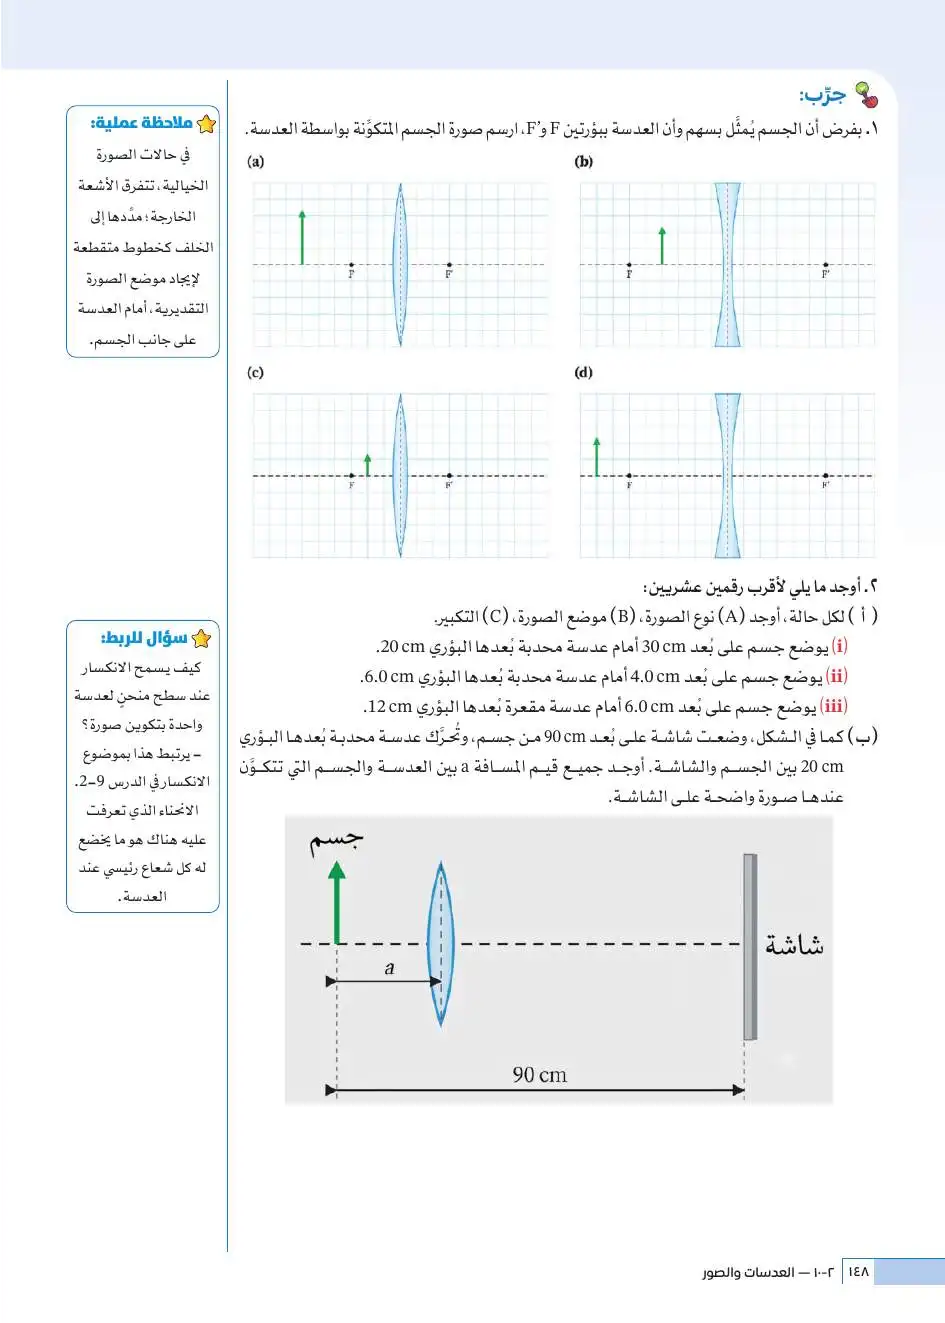 جرِّب:
١. بفرض أن الجسم يُمثَّل بسهم وأن العدسة ببؤرتين F و’F، ارسم صورة الجسم المتكوِّنة بواسطة العدسة.
(a)
(b)
F
F’
F
F’
(c)
(d)
F
F’
F
F’
٢. أوجد ما يلي لأقرب رقمين عشريين:
( أ ) لكل حالة، أوجد (A) نوع الصورة، (B) موضع الصورة، (C) التكبير.
(i) يوضع جسم على بُعد 30 cm أمام عدسة محدبة بُعدها البؤري 20 cm.
(ii) يوضع جسم على بُعد 4.0 cm أمام عدسة محدبة بُعدها البؤري 6.0 cm.
(iii) يوضع جسم على بُعد 6.0 cm أمام عدسة مقعرة بُعدها البؤري 12 cm.
(ب) كما في الشكل، وضعت شاشة على بُعد 90 cm من جسم، وتُحرَّك عدسة محدبة بُعدها البؤري
20 cm بين الجسم والشاشة. أوجد جميع قيم المسافة a بين العدسة والجسم التي تتكوَّن
عندها صورة واضحة على الشاشة.
جسم
شاشة
a
90 cm
ملاحظة عملية:
في حالات الصورة
الخيالية، تتفرق الأشعة
الخارجة؛ مدِّدها إلى
الخلف كخطوط متقطعة
لإيجاد موضع الصورة
التقديرية، أمام العدسة
على جانب الجسم.
سؤال للربط:
كيف يسمح الانكسار
عند سطح منحنٍ لعدسة
واحدة بتكوين صورة؟
– يرتبط هذا بموضوع
الانكسار في الدرس 9-2.
الانحناء الذي تعرفت
عليه هناك هو ما يخضع
له كل شعاع رئيسي عند
العدسة.
١٤٨
٢-١٠ — العدسات والصور